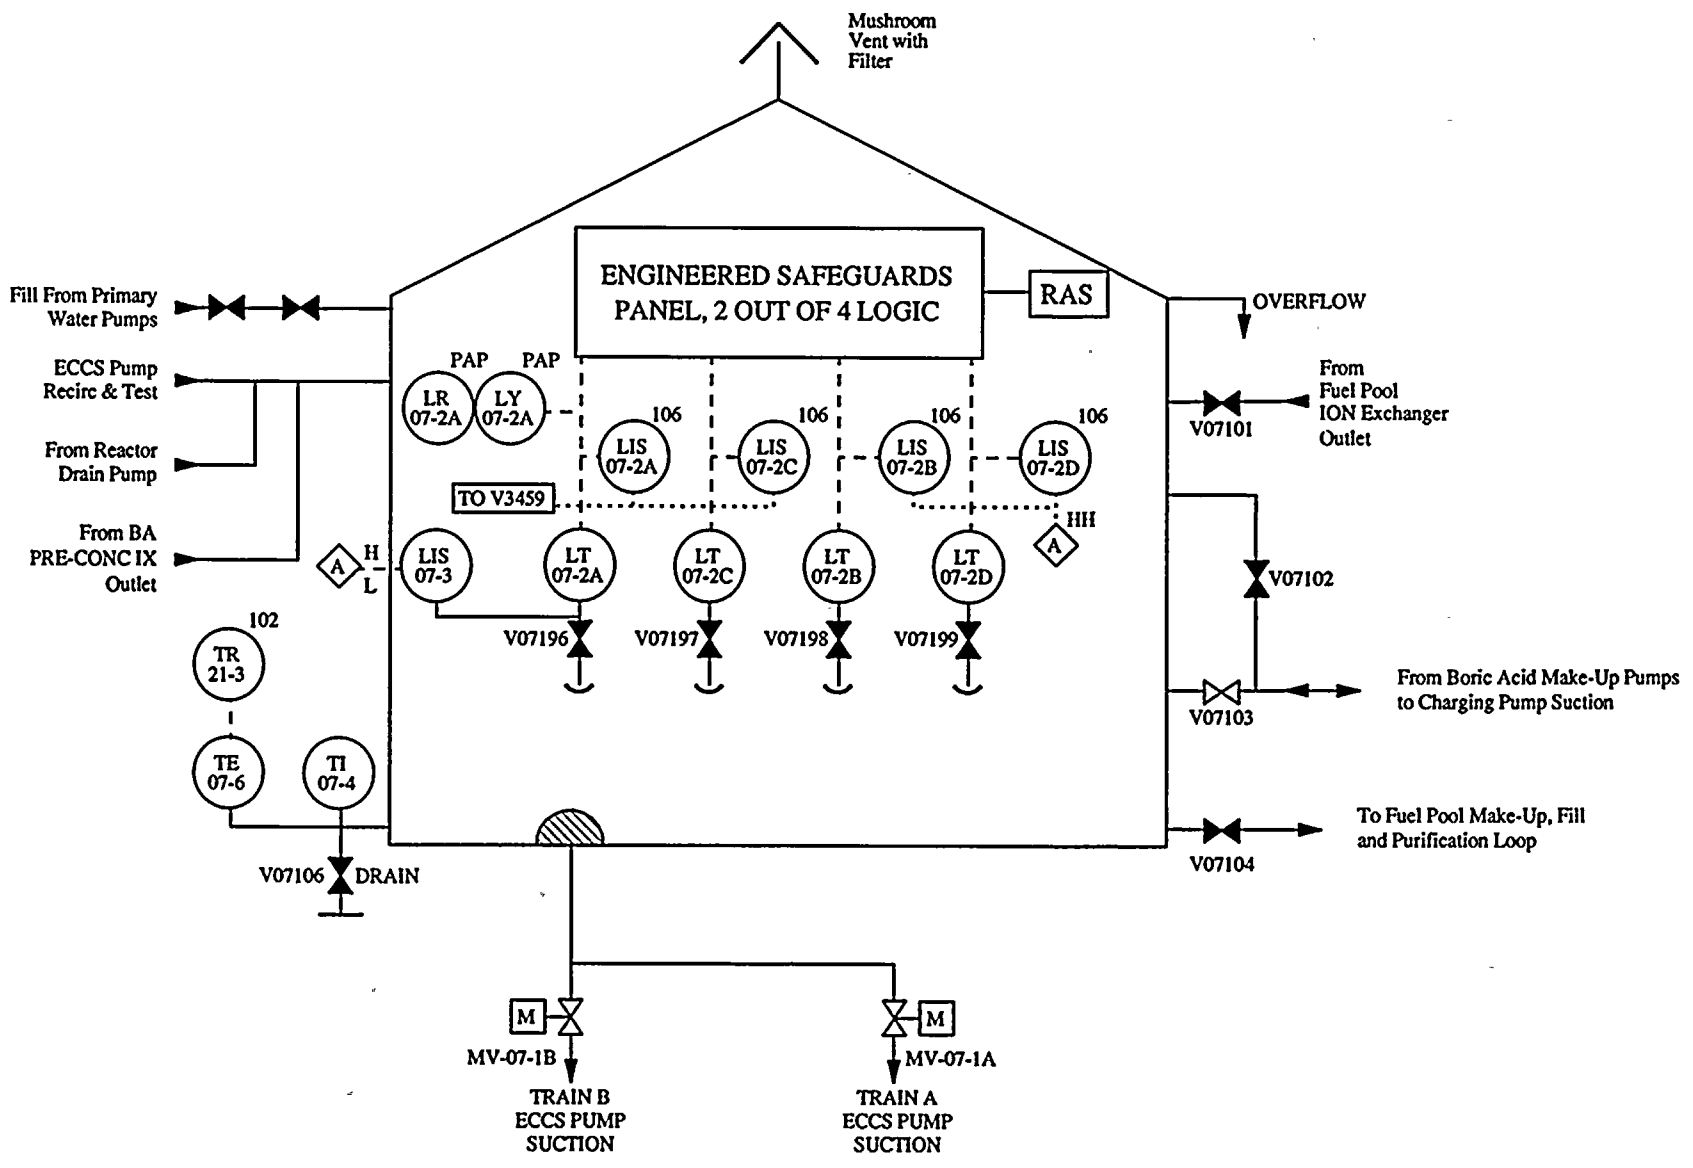 Mushroom
Vent with
Filter
ENGINEERED SAFEGUARDS
PANEL, 2 OUT OF 4 LOGIC
RAS
Fill From Primary
Water Pumps
OVERFLOW
ECCS Pump
Recirc & Test
From Reactor
Drain Pump
From BA
PRE-CONC IX
Outlet
From
Fuel Pool
ION Exchanger
Outlet
V07101
PAP
PAP
LR
07-2A
LY
07-2A
106
LIS
07-2A
106
LIS
07-2C
106
LIS
07-2B
106
LIS
07-2D
TO V3459
HH
A
A
H
L
LIS
07-3
LT
07-2A
LT
07-2C
LT
07-2B
LT
07-2D
V07102
V07196
V07197
V07198
V07199
102
TR
21-3
From Boric Acid Make-Up Pumps
to Charging Pump Suction
V07103
TE
07-6
TI
07-4
To Fuel Pool Make-Up, Fill
and Purification Loop
V07104
V07106
DRAIN
M
M
MV-07-1B
MV-07-1A
TRAIN B
ECCS PUMP
SUCTION
TRAIN A
ECCS PUMP
SUCTION